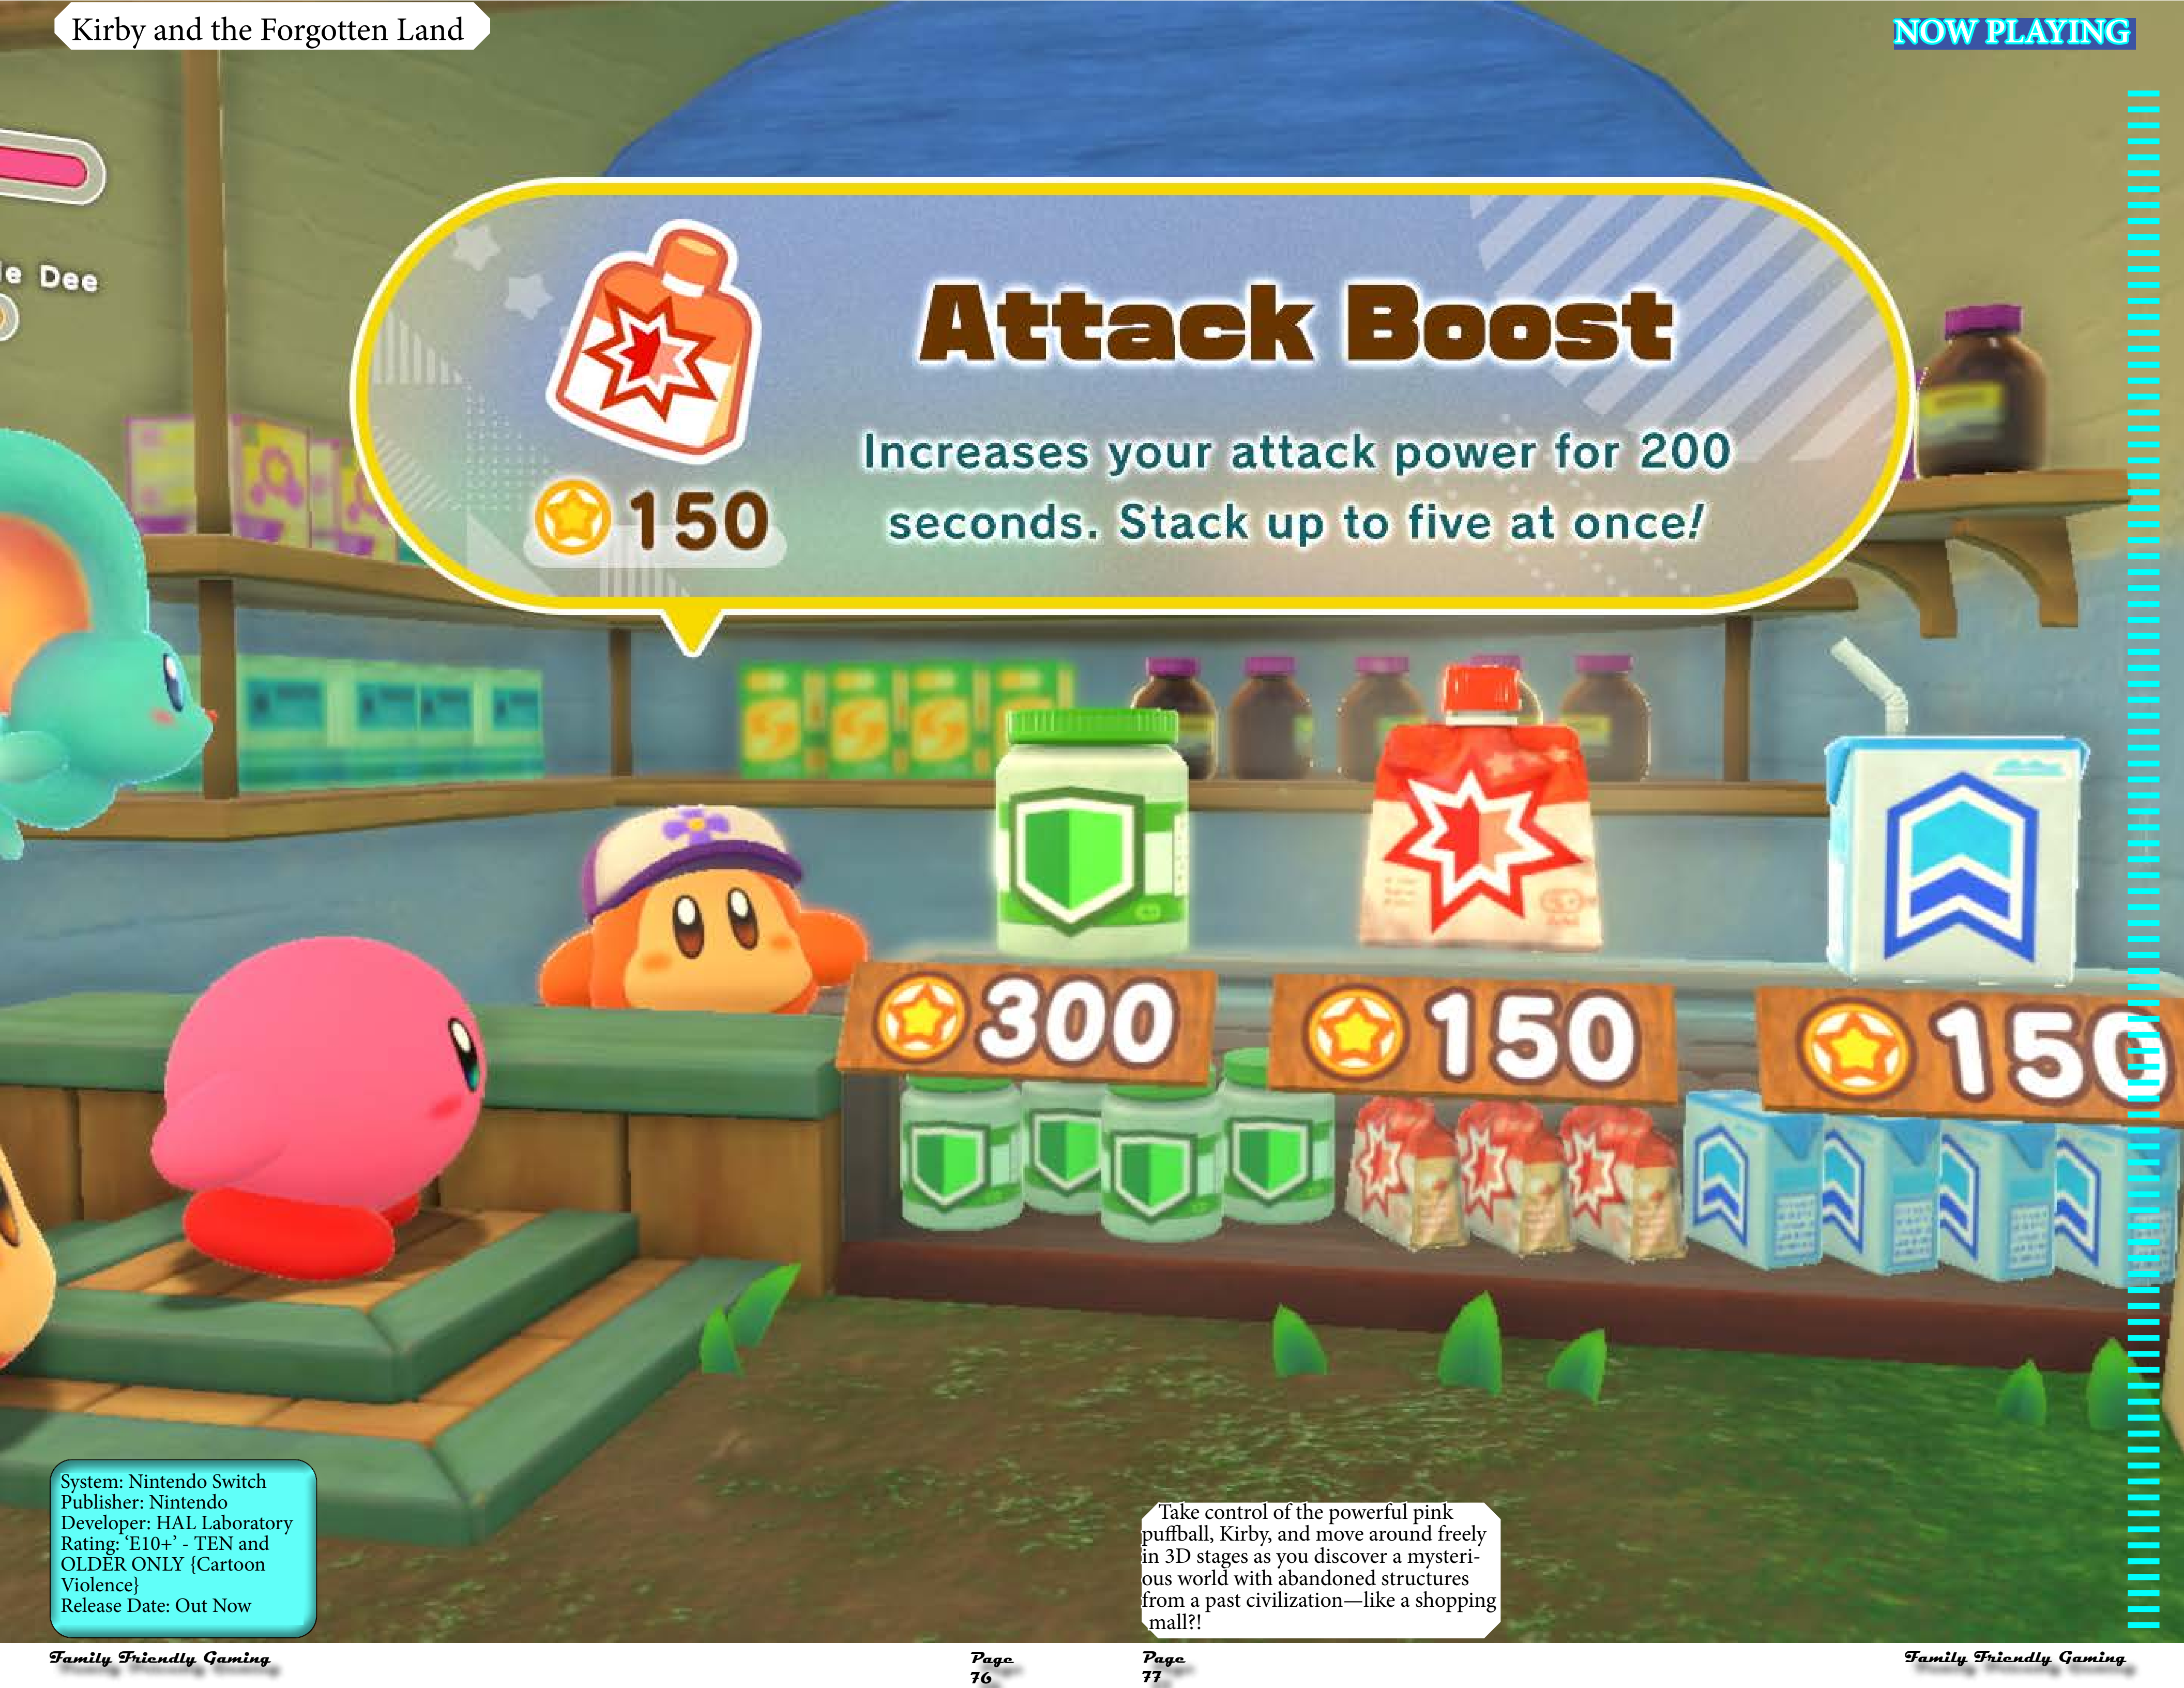 Kirby and the Forgotten Land
NOW PLAYING
Dee
Attack Boost
Increases your attack power for 200
seconds. Stack up to five at once!
150
300
150
150
System: Nintendo Switch
Publisher: Nintendo
Developer: HAL Laboratory
Rating: ‘E10+’ - TEN and
OLDER ONLY {Cartoon
Violence}
Release Date: Out Now
Take control of the powerful pink
puffball, Kirby, and move around freely
in 3D stages as you discover a mysteri-
ous world with abandoned structures
from a past civilization—like a shopping
mall?!
Family Friendly Gaming
Page
76
Page
77
Family Friendly Gaming